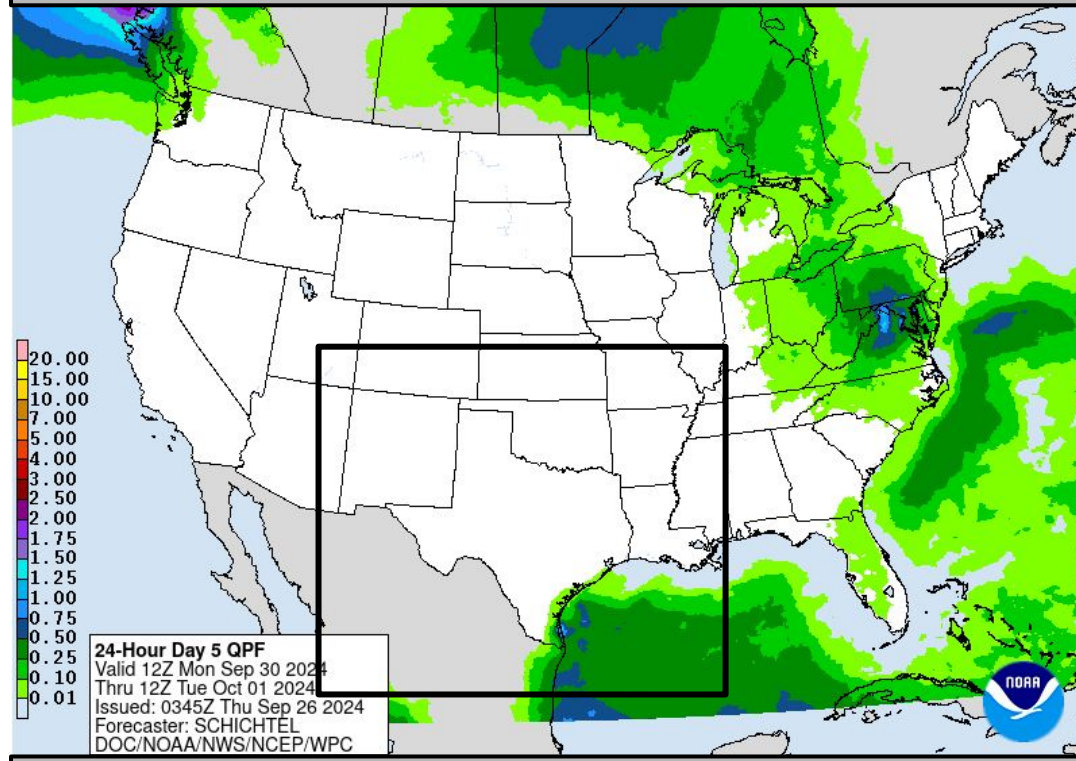 20.00
15.00
10.00
7.00
5.00
4.00
3.00
2.50
2.00
1.75
1.50
1.25
1.00
0.75
0.50
0.25
0.10
0.01
24-Hour Day 5 QPF
Valid 12Z Mon Sep 30 2024
Thru 12Z Tue Oct 01 2024
Issued: 0345Z Thu Sep 26 2024
Forecaster: SCHICHTEL
DOC/NOAA/NWS/NCEP/WPC
NOAA